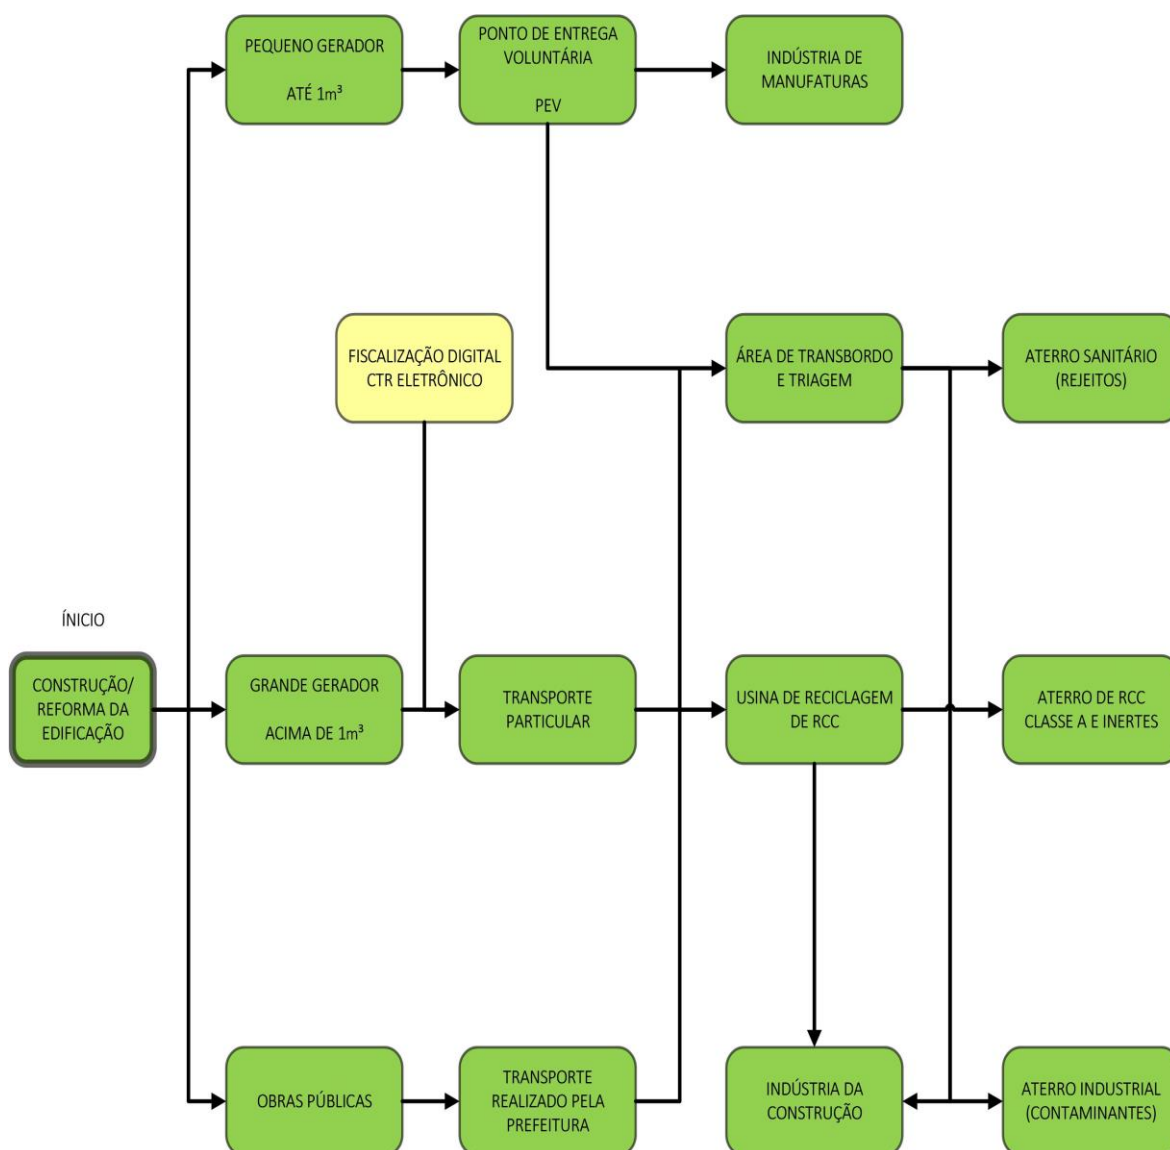 PEQUENO GERADOR
ATÉ 1m³
PONTO DE ENTREGA
VOLUNTÁRIA
PEV
INDÚSTRIA DE
MANUFATURAS
FISCALIZAÇÃO DIGITAL
CTR ELETRÔNICO
ÁREA DE TRANSBORDO
E TRIAGEM
ATERRO SANITÁRIO
(REJEITOS)
ÍNICIO
CONSTRUÇÃO/
REFORMA DA
EDIFICAÇÃO
GRANDE GERADOR
ACIMA DE 1m³
TRANSPORTE
PARTICULAR
USINA DE RECICLAGEM
DE RCC
ATERRO DE RCC
CLASSE A E INERTES
OBRAS PÚBLICAS
TRANSPORTE
REALIZADO PELA
PREFEITURA
INDÚSTRIA DA
CONSTRUÇÃO
ATERRO INDUSTRIAL
(CONTAMINANTES)